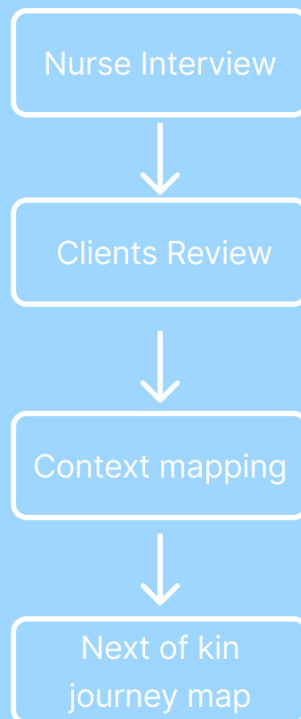 Nurse Interview
Clients Review
Context mapping
Next of kin
journey map